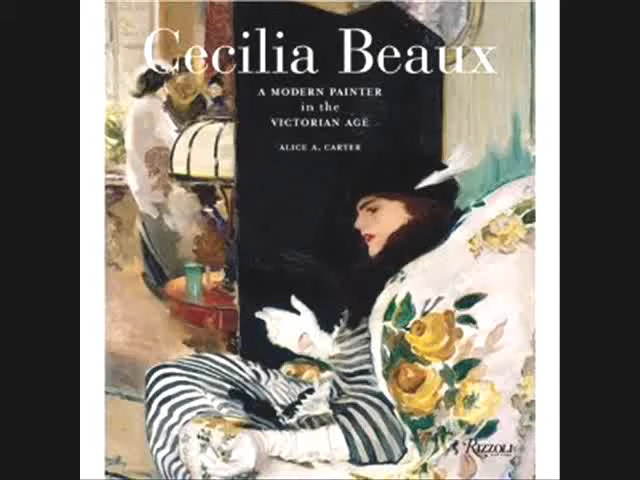 Cecilia Beaux
A MODERN PAINTER
in the
VICTORIAN AGE
ALICE A. CARTER
RIZZOLI